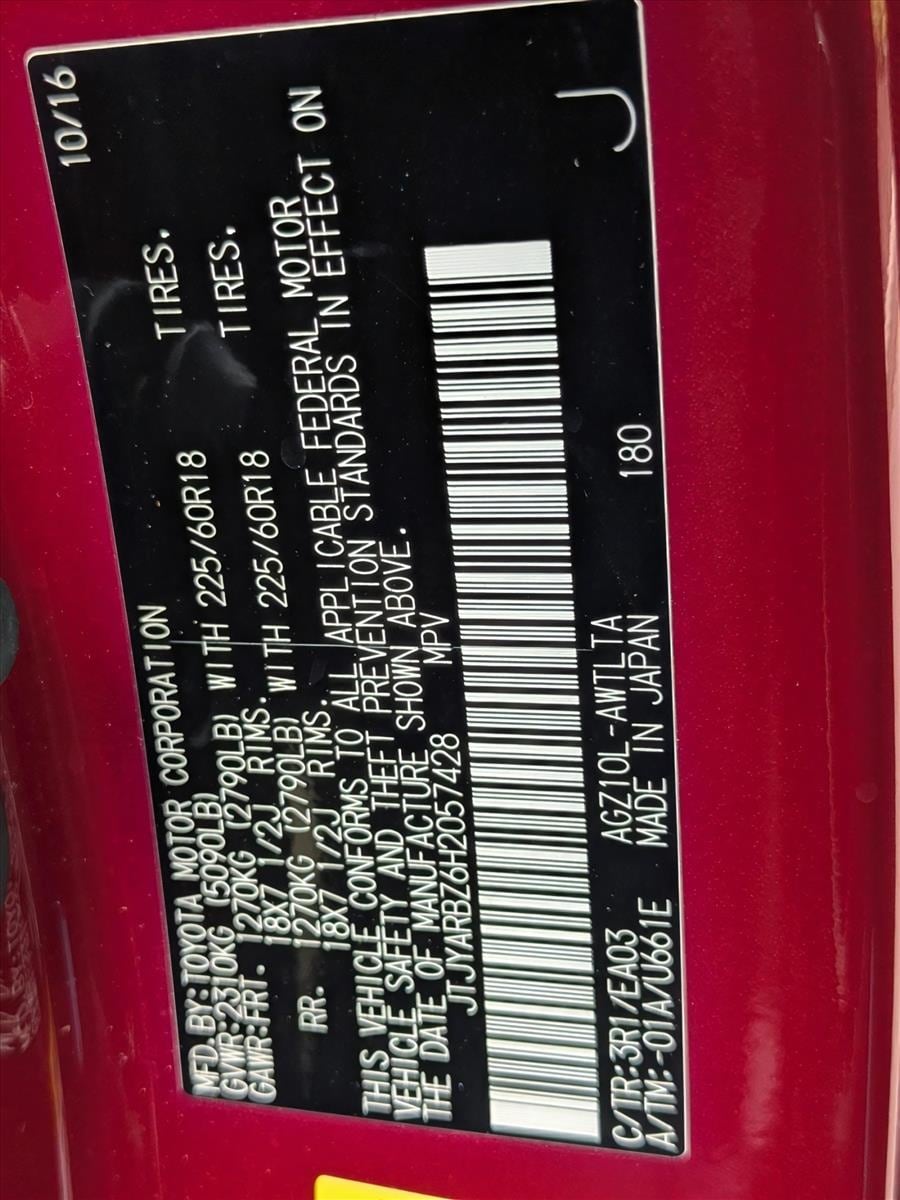 MFD BY:TOYOTA MOTOR CORPORATION 10/16
GVWR:2310KG (5090LB)
GAWR:FRT. 1270KG (2790LB) WITH 225/60R18 TIRES.
18X7 1/2J RIMS.
RR. 1270KG (2790LB) WITH 225/60R18 TIRES.
18X7 1/2J RIMS.
THIS VEHICLE CONFORMS TO ALL APPLICABLE FEDERAL MOTOR
VEHICLE SAFETY AND THEFT PREVENTION STANDARDS IN EFFECT ON
THE DATE OF MANUFACTURE SHOWN ABOVE.
JTJYARBZ6H2057428 MPV
C/TR:3R1/EA03 AGZ10L-AWTLTA 180
A/TM:-01A/U661E MADE IN JAPAN J